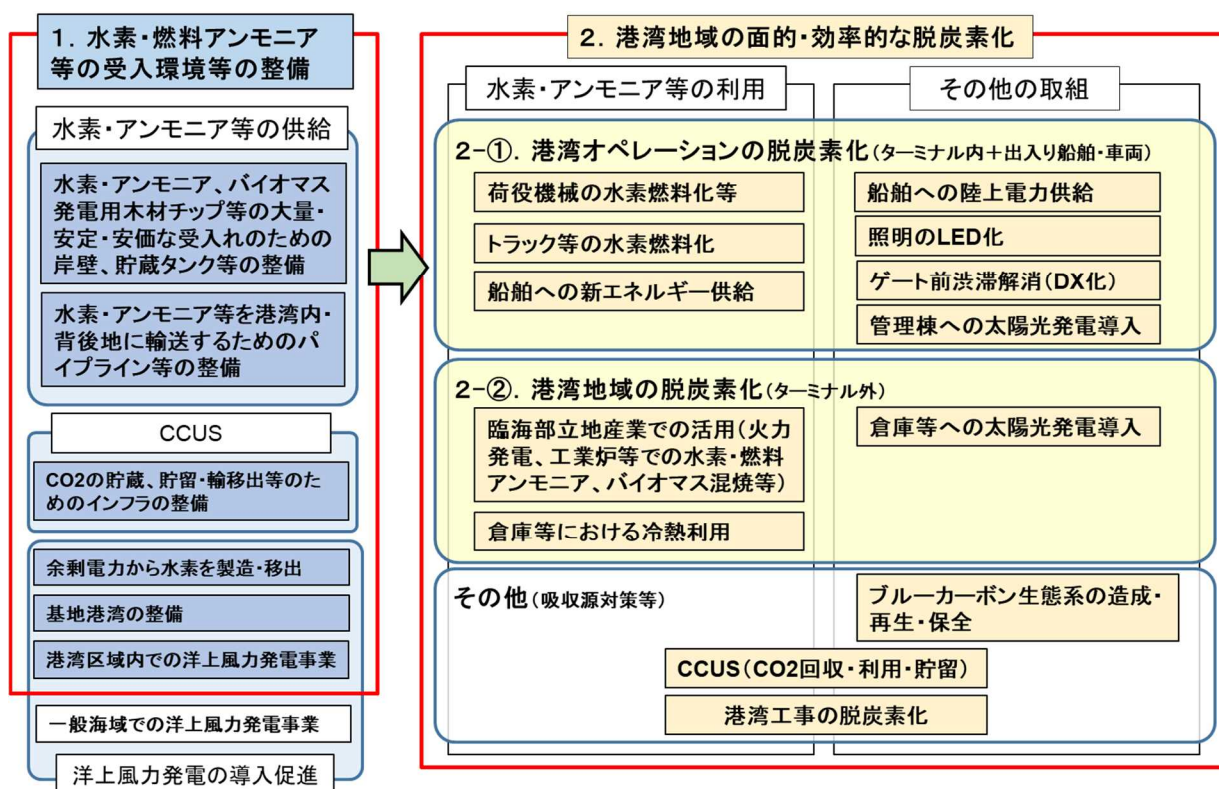 1．水素・燃料アンモニア
等の受入環境等の整備
水素・アンモニア等の供給
水素・アンモニア、バイオマス
発電用木材チップ等の大量・
安定・安価な受入れのための
岸壁、貯蔵タンク等の整備
水素・アンモニア等を港湾内・
背後地に輸送するためのパ
イプライン等の整備
CCUS
CO2の貯蔵、貯留・輸移出等のた
めのインフラの整備
余剰電力から水素を製造・移出
基地港湾の整備
港湾区域内での洋上風力発電事業
一般海域での洋上風力発電事業
洋上風力発電の導入促進
2．港湾地域の面的・効率的な脱炭素化
水素・アンモニア等の利用
その他の取組
2-①．港湾オペレーションの脱炭素化（ターミナル内＋出入り船舶・車両）
荷役機械の水素燃料化等
トラック等の水素燃料化
船舶への新エネルギー供給
船舶への陸上電力供給
照明のLED化
ゲート前渋滞解消（DX化）
管理棟への太陽光発電導入
2-②．港湾地域の脱炭素化（ターミナル外）
臨海部立地産業での活用（火力
発電、工業炉等での水素・燃料
アンモニア、バイオマス混焼等）
倉庫等における冷熱利用
倉庫等への太陽光発電導入
その他（吸収源対策等）
ブルーカーボン生態系の造成・
再生・保全
CCUS（CO2回収・利用・貯留）
港湾工事の脱炭素化